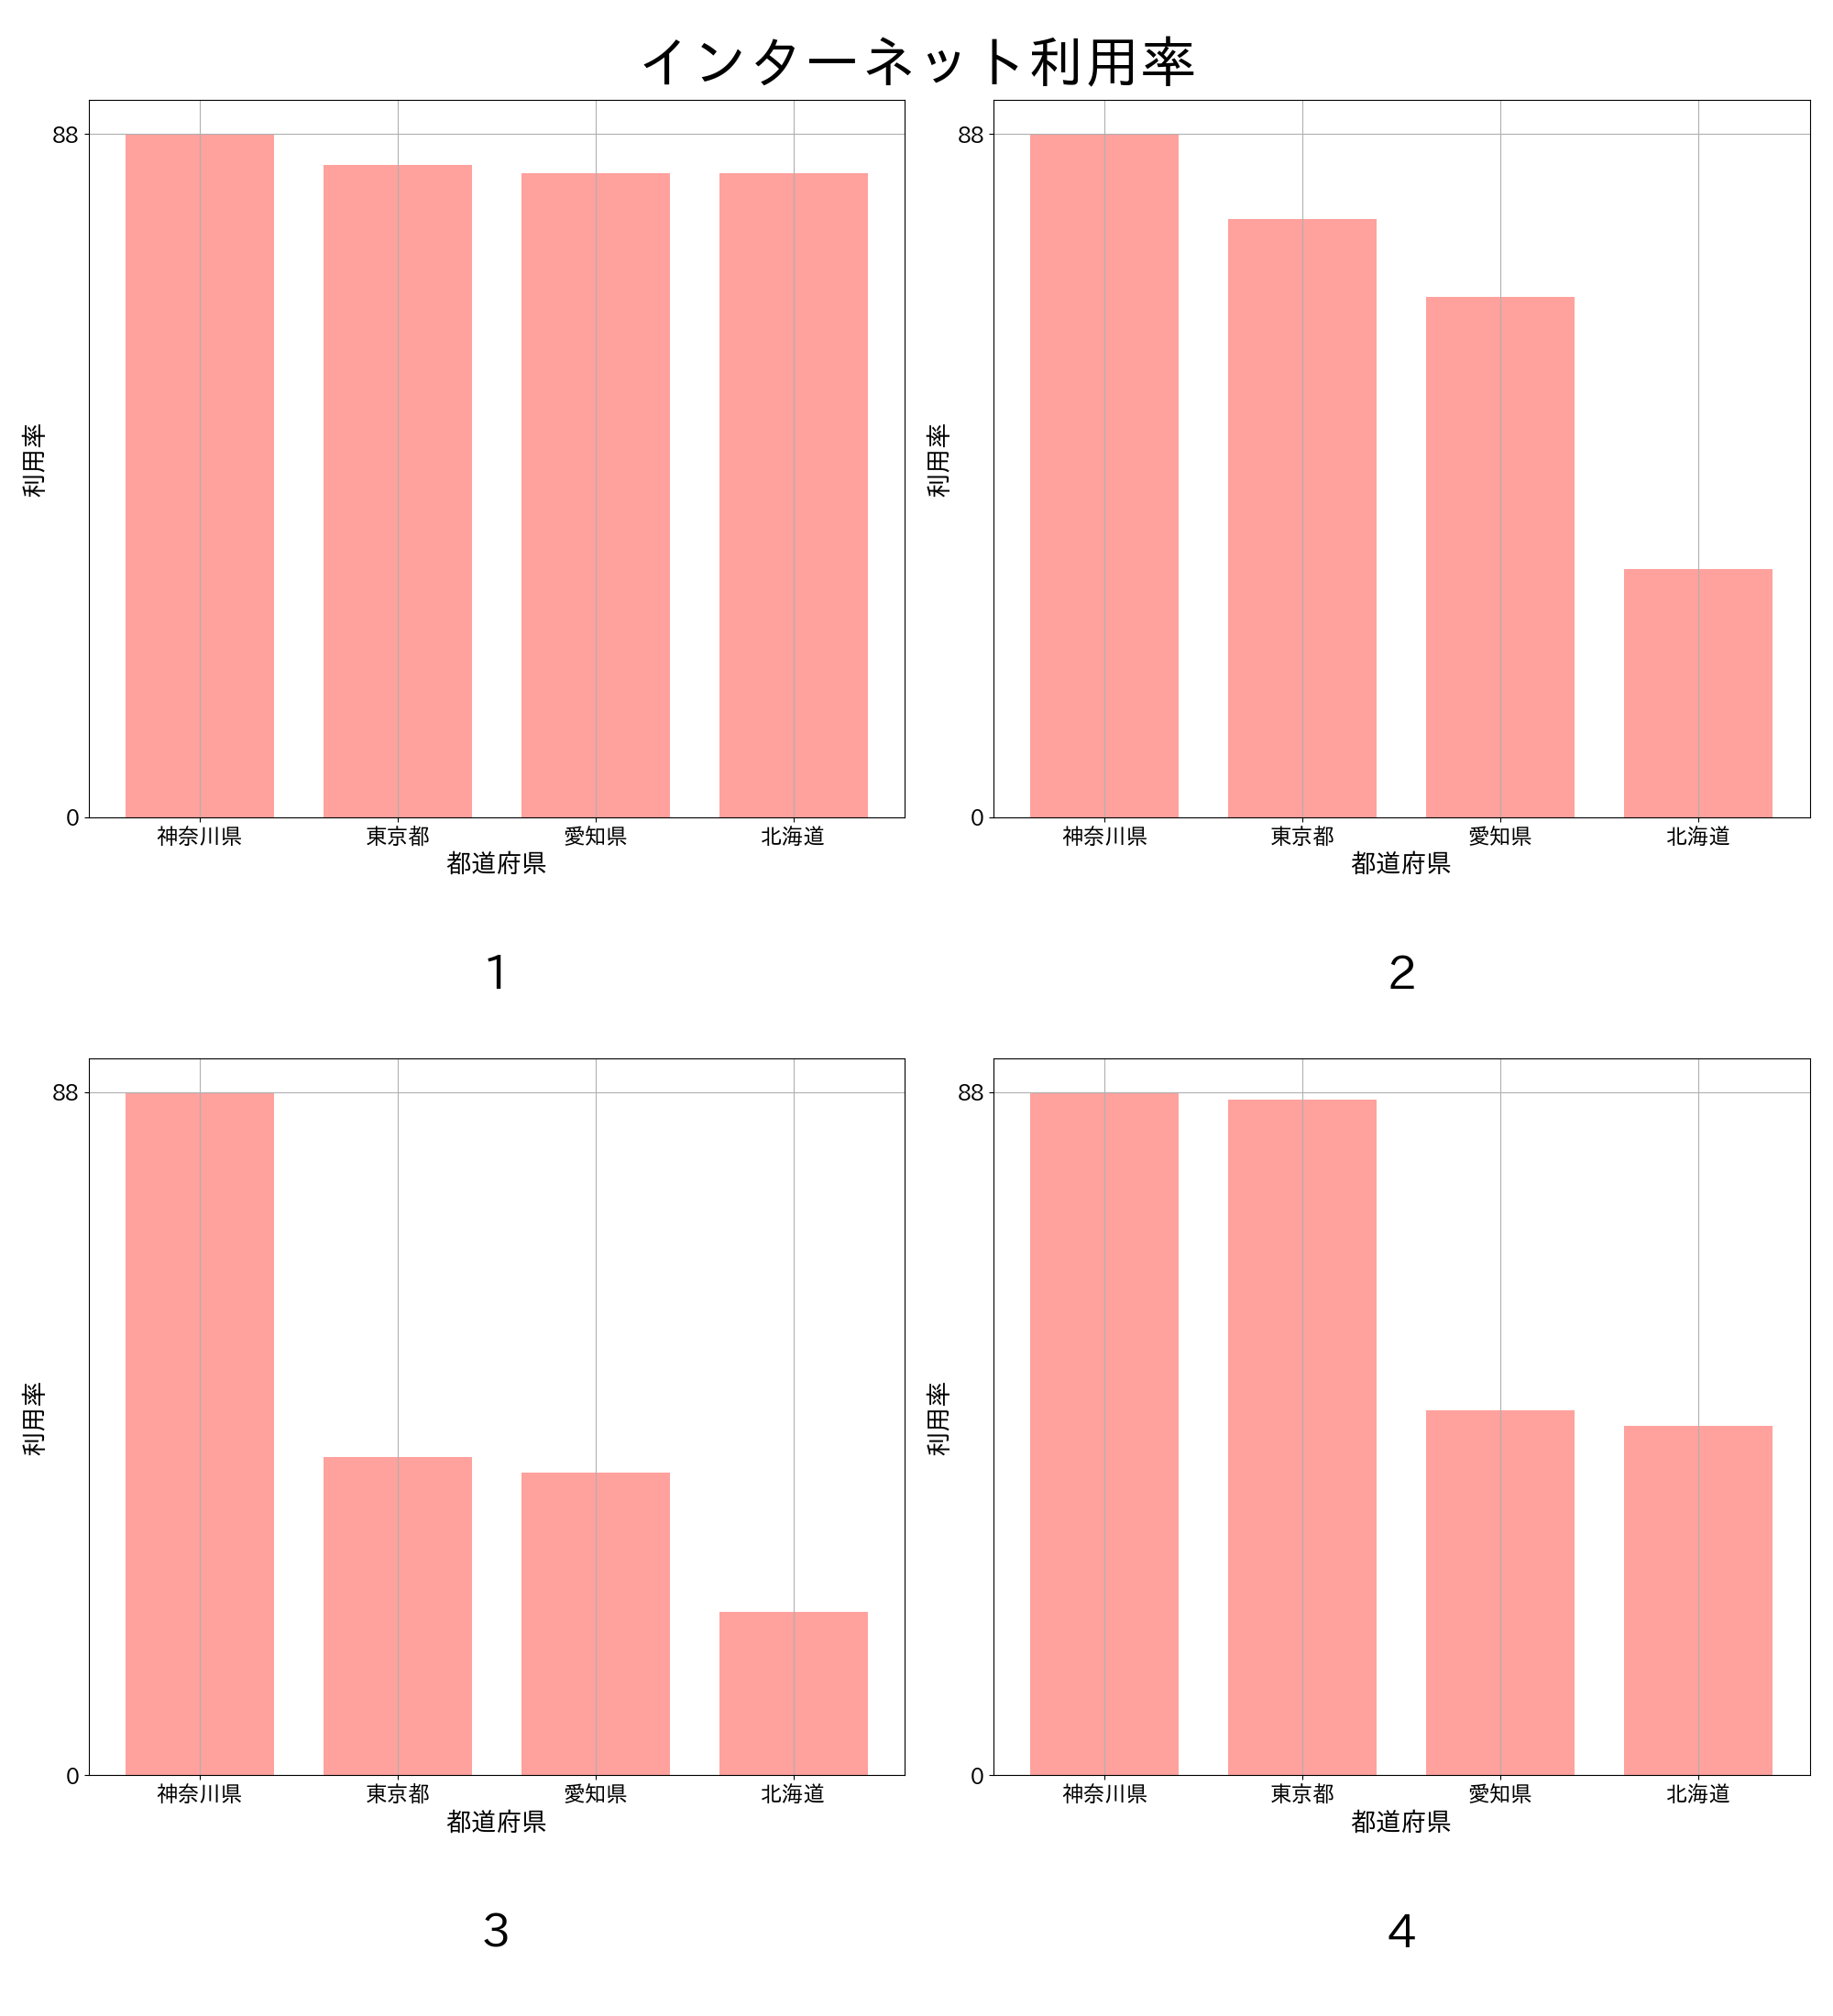 インターネット利用率
88
0
利用率
神奈川県 東京都 愛知県 北海道
都道府県
1
88
0
利用率
神奈川県 東京都 愛知県 北海道
都道府県
2
88
0
利用率
神奈川県 東京都 愛知県 北海道
都道府県
3
88
0
利用率
神奈川県 東京都 愛知県 北海道
都道府県
4